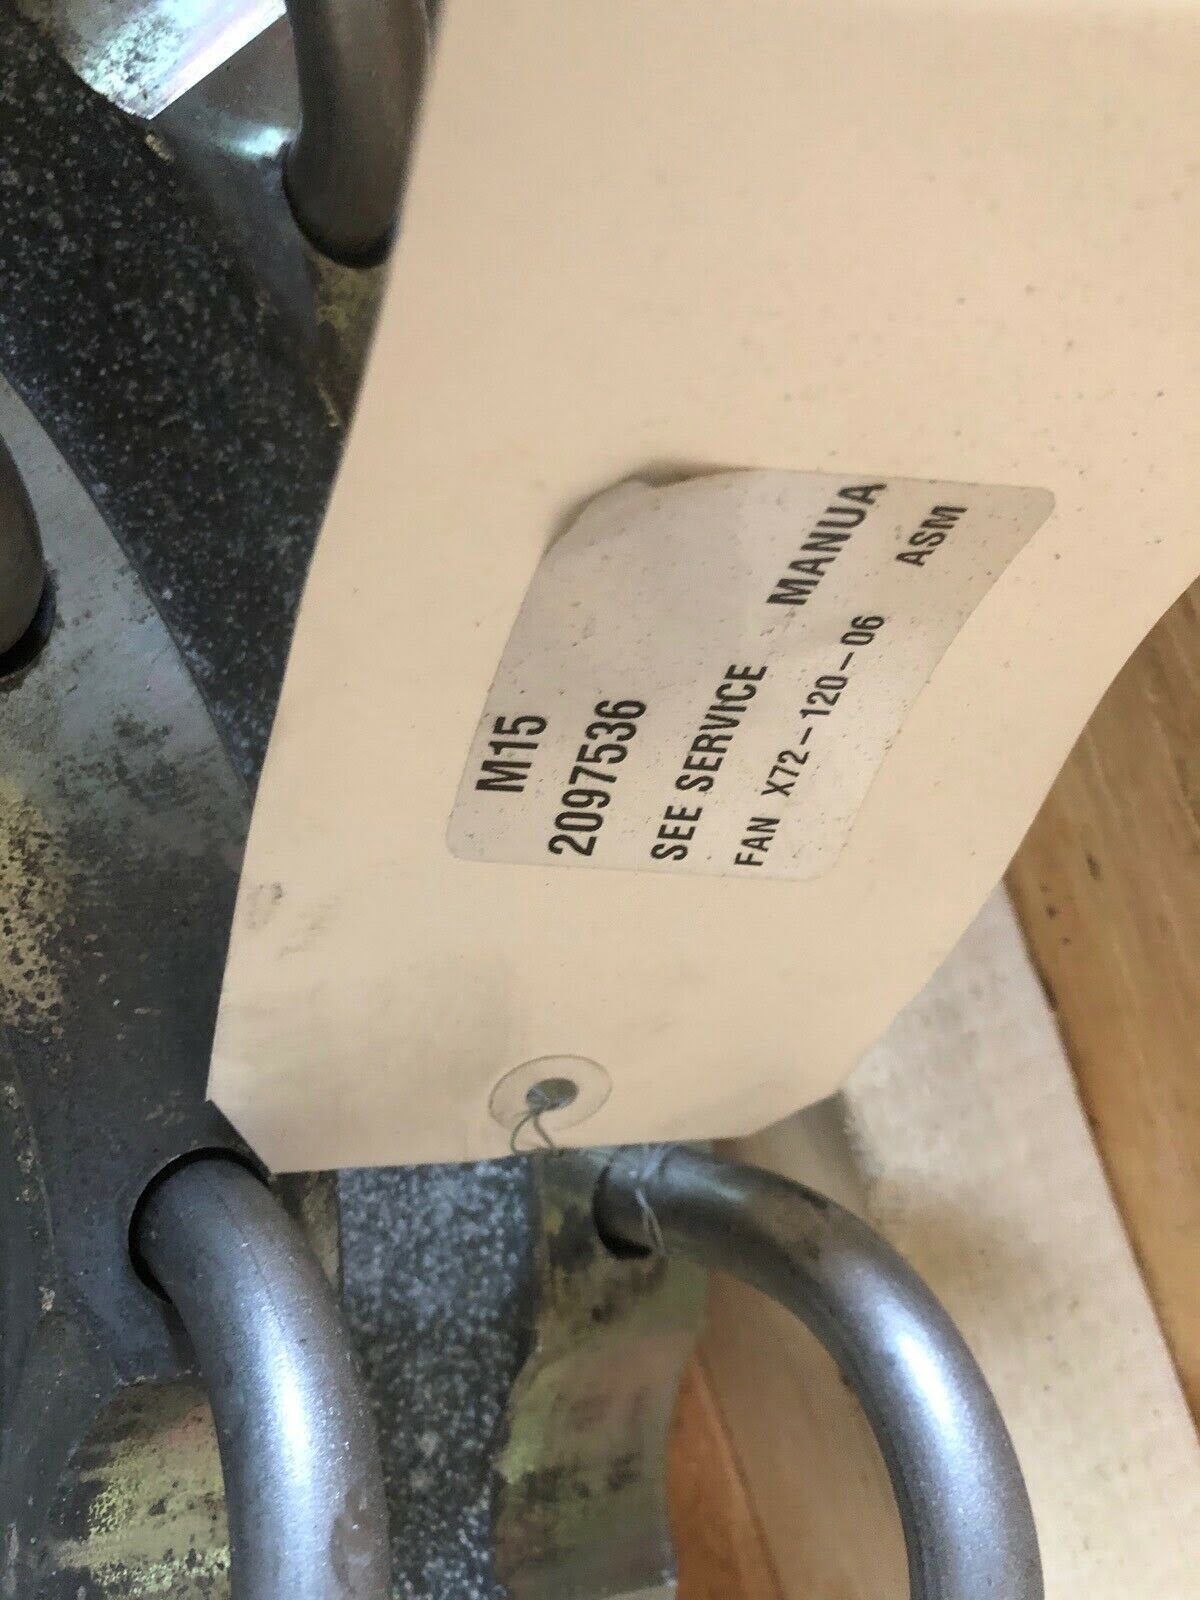 M15
2097536
SEE SERVICE MANUA
FAN X72-120-06 ASM